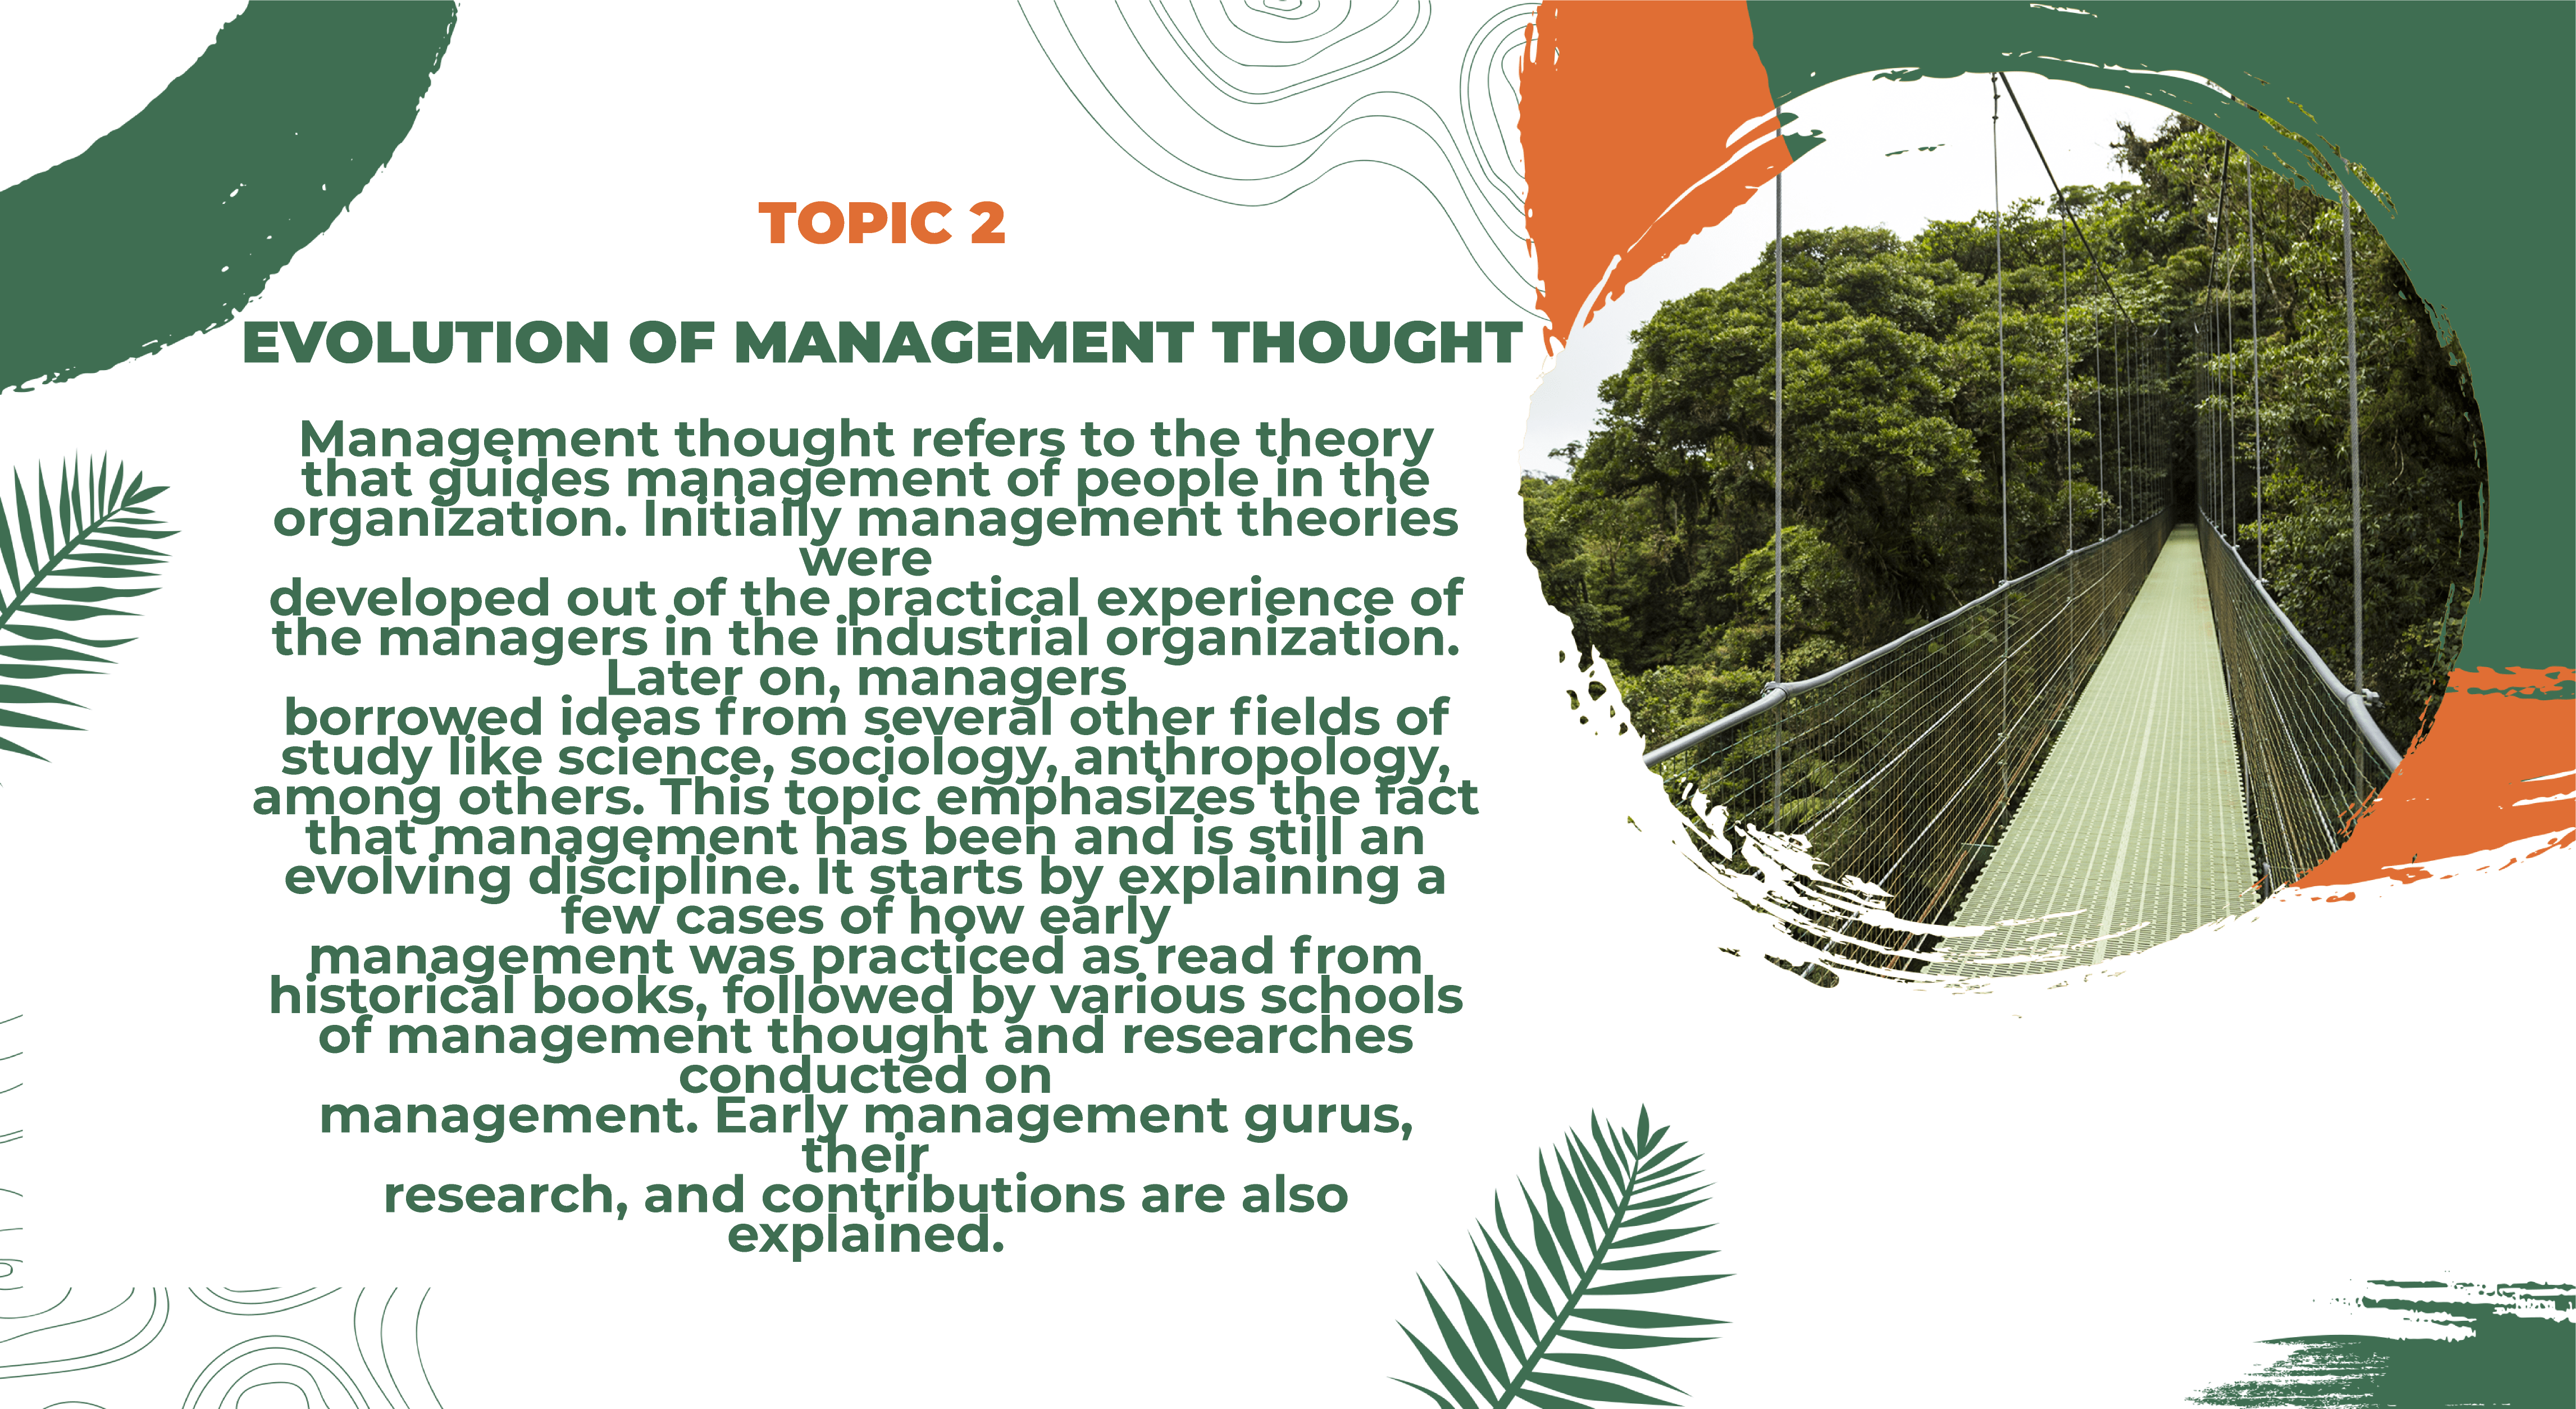 TOPIC 2
EVOLUTION OF MANAGEMENT THOUGHT
Management thought refers to the theory
that guides management of people in the
organization. Initially management theories
were
developed out of the practical experience of
the managers in the industrial organization.
Later on, managers
borrowed ideas from several other fields of
study like science, sociology, anthropology,
among others. This topic emphasizes the fact
that management has been and is still an
evolving discipline. It starts by explaining a
few cases of how early
management was practiced as read from
historical books, followed by various schools
of management thought and researches
conducted on
management. Early management gurus,
their
research, and contributions are also
explained.